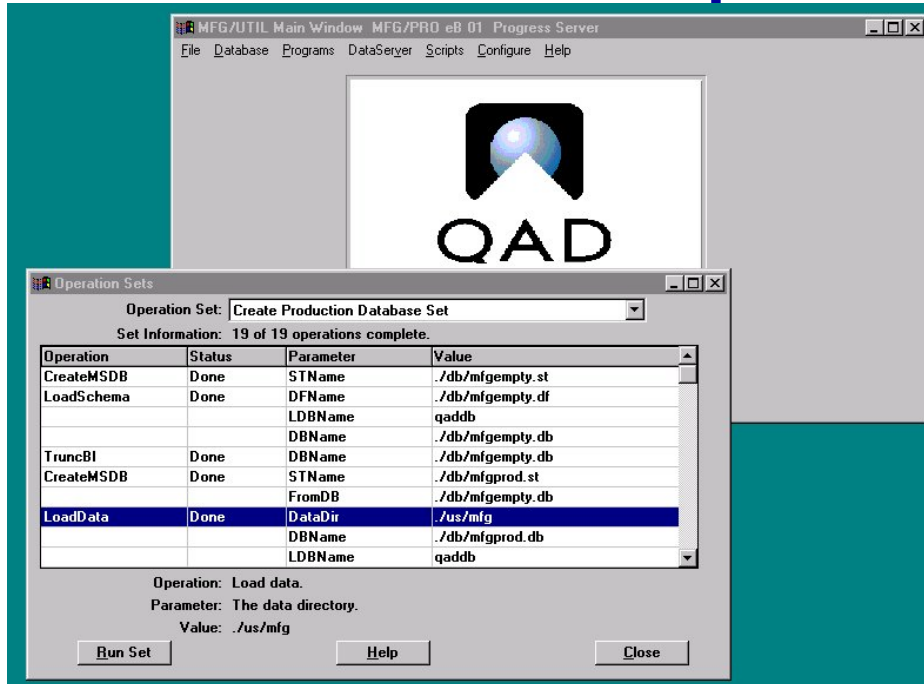 MFG/UTIL Main Window MFG/PRO eB 01 Progress Server
File Database Programs DataServer Scripts Configure Help
QAD
Operation Sets
Operation Set: Create Production Database Set
Set Information: 19 of 19 operations complete.
Operation Status Parameter Value
CreateMSDB Done STName ./db/mfgempty.st
LoadSchema Done DFName ./db/mfgempty.df
LDBName qaddb
DBName ./db/mfgempty.db
TruncBI Done DBName ./db/mfgempty.db
CreateMSDB Done STName ./db/mfgprod.st
FromDB ./db/mfgempty.db
LoadData Done DataDir ./us/mfg
DBName ./db/mfgprod.db
LDBName qaddb
Operation: Load data.
Parameter: The data directory.
Value: ./us/mfg
Run Set Help Close